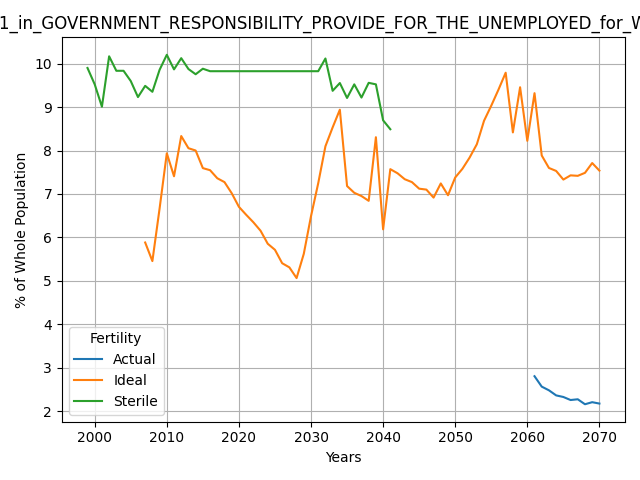 1_in_GOVERNMENT_RESPONSIBILITY_PROVIDE_FOR_THE_UNEMPLOYED_for_W
% of Whole Population
10
9
8
7
6
5
4
3
2
Fertility
Actual
Ideal
Sterile
2000 2010 2020 2030 2040 2050 2060 2070
Years